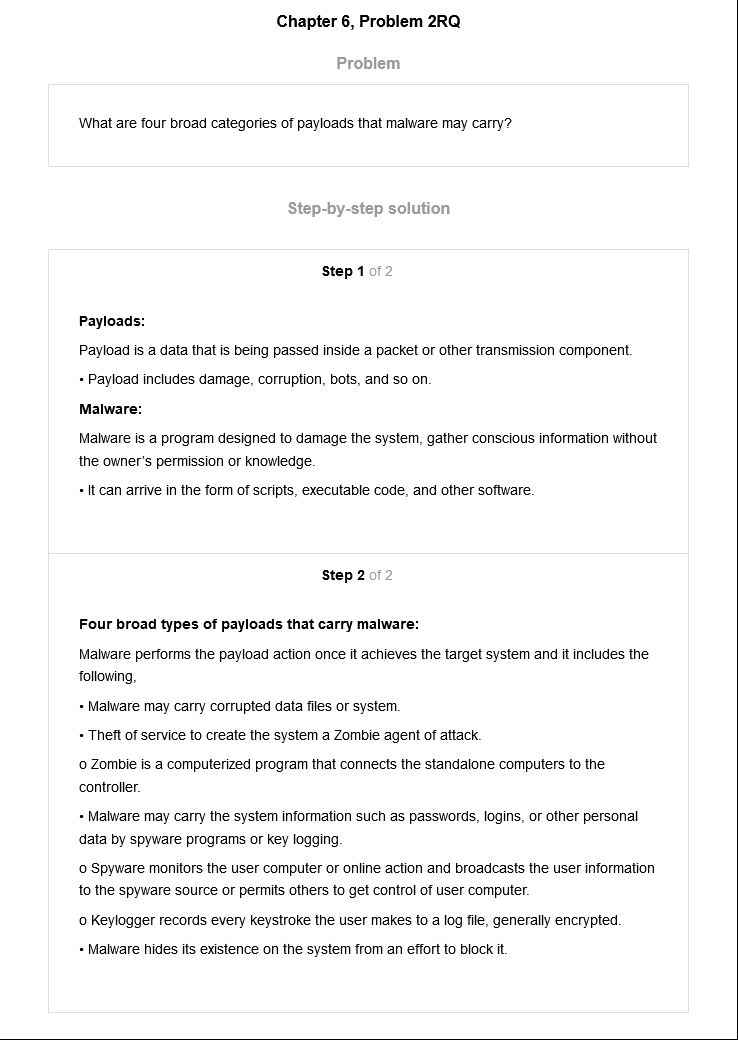 Chapter 6, Problem 2RQ
Problem
What are four broad categories of payloads that malware may carry?
Step-by-step solution
Step 1 of 2
Payloads:
Payload is a data that is being passed inside a packet or other transmission component.
• Payload includes damage, corruption, bots, and so on.
Malware:
Malware is a program designed to damage the system, gather conscious information without
the owner's permission or knowledge.
• It can arrive in the form of scripts, executable code, and other software.
Step 2 of 2
Four broad types of payloads that carry malware:
Malware performs the payload action once it achieves the target system and it includes the
following,
• Malware may carry corrupted data files or system.
• Theft of service to create the system a Zombie agent of attack.
o Zombie is a computerized program that connects the standalone computers to the
controller.
• Malware may carry the system information such as passwords, logins, or other personal
data by spyware programs or key logging.
o Spyware monitors the user computer or online action and broadcasts the user information
to the spyware source or permits others to get control of user computer.
o Keylogger records every keystroke the user makes to a log file, generally encrypted.
• Malware hides its existence on the system from an effort to block it.